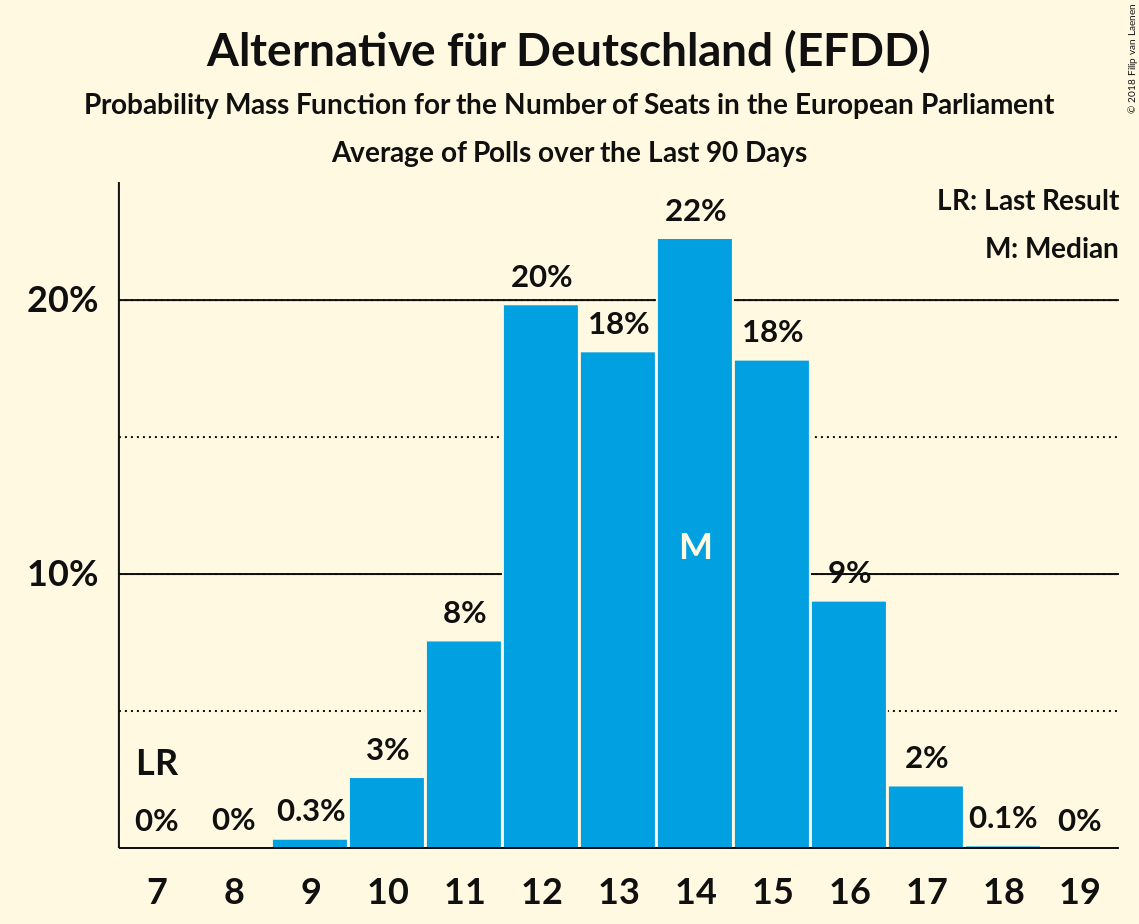 Alternative für Deutschland (EFDD)
Probability Mass Function for the Number of Seats in the European Parliament
Average of Polls over the Last 90 Days
© 2018 Filip van Laenen
LR: Last Result
M: Median
22%
20%
20%
18%
18%
M
10%
9%
8%
LR
3%
2%
0%
0%
0.3%
0.1%
0%
7 8 9 10 11 12 13 14 15 16 17 18 19